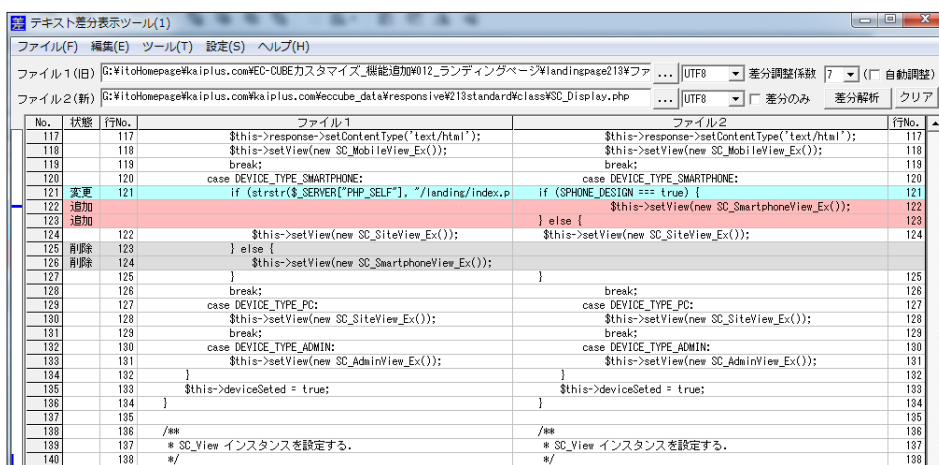 差 テキスト差分表示ツール(1)
ファイル(F) 編集(E) ツール(T) 設定(S) ヘルプ(H)
ファイル1(旧) G:¥itoHomepage¥kaiplus.com¥EC-CUBEカスタマイズ_機能追加¥012_ランディングページ¥landingpage213¥ファ ... UTF8 差分調整係数 7 (自動調整)
ファイル2(新) G:¥itoHomepage¥kaiplus.com¥kaiplus.com¥eccube_data¥responsive¥213standard¥class¥SC_Display.php ... UTF8 差分のみ 差分解析 クリア
No. 状態 行No. ファイル1 ファイル2 行No.
117 117 $this->response->setContentType('text/html'); $this->response->setContentType('text/html'); 117
118 118 $this->setView(new SC_MobileView_Ex()); $this->setView(new SC_MobileView_Ex()); 118
119 119 break; break; 119
120 120 case DEVICE_TYPE_SMARTPHONE: case DEVICE_TYPE_SMARTPHONE: 120
121 変更 121 if (strstr($_SERVER["PHP_SELF"], "/landing/index.p if (SPHONE_DESIGN === true) { 121
122 追加 $this->setView(new SC_SmartphoneView_Ex()); 122
123 追加 } else { 123
124 122 $this->setView(new SC_SiteView_Ex()); $this->setView(new SC_SiteView_Ex()); 124
125 削除 123 } else {
126 削除 124 $this->setView(new SC_SmartphoneView_Ex());
127 125 } } 125
128 126 break; break; 126
129 127 case DEVICE_TYPE_PC: case DEVICE_TYPE_PC: 127
130 128 $this->setView(new SC_SiteView_Ex()); $this->setView(new SC_SiteView_Ex()); 128
131 129 break; break; 129
132 130 case DEVICE_TYPE_ADMIN: case DEVICE_TYPE_ADMIN: 130
133 131 $this->setView(new SC_AdminView_Ex()); $this->setView(new SC_AdminView_Ex()); 131
134 132 } } 132
135 133 $this->deviceSeted = true; $this->deviceSeted = true; 133
136 134 } } 134
137 135 135
138 136 /** /** 136
139 137 * SC_View インスタンスを設定する. * SC_View インスタンスを設定する. 137
140 138 */ */ 138